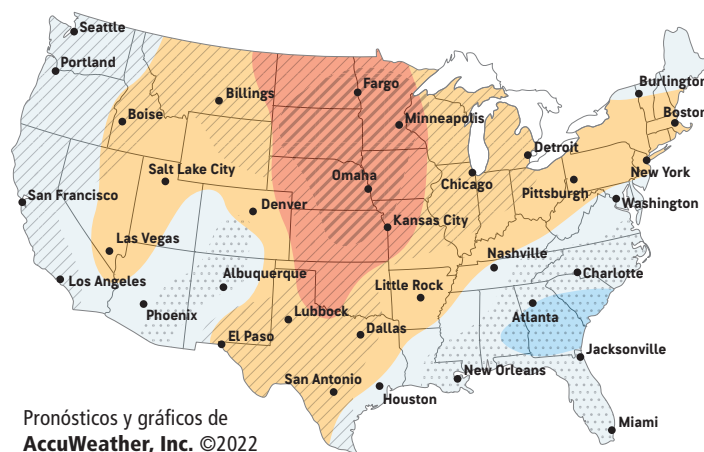 Seattle
Portland
Billings
Fargo
Burlington
Boise
Minneapolis
Boston
Detroit
Salt Lake City
Omaha
Chicago
New York
San Francisco
Denver
Pittsburgh
Washington
Kansas City
Las Vegas
Nashville
Los Angeles
Albuquerque
Little Rock
Charlotte
Phoenix
Lubbock
Atlanta
El Paso
Dallas
Jacksonville
San Antonio
New Orleans
Houston
Miami
Pronósticos y gráficos de
AccuWeather, Inc. ©2022